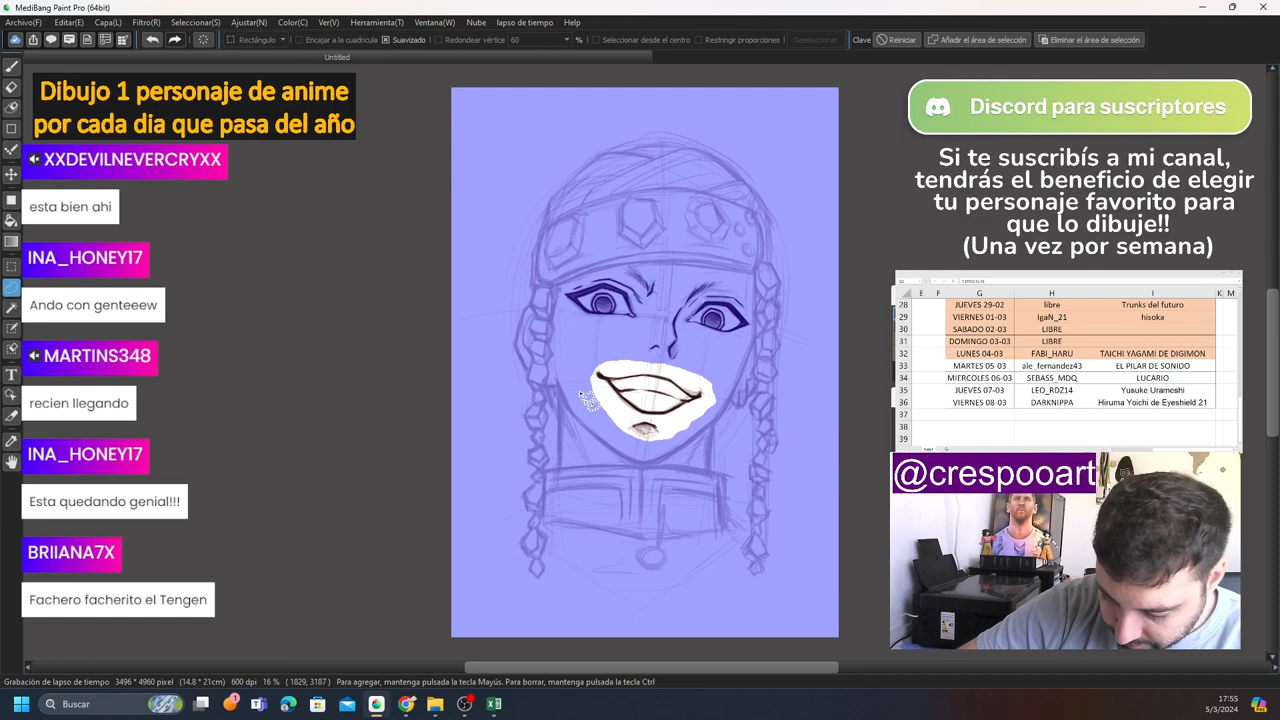 MediBang Paint Pro (64bit)
Archivo(F) Editar(E) Capa(L) Filtro(R) Seleccionar(S) Ajustar(N) Color(C) Ver(V) Herramienta(T) Ventana(W) Nube lapso de tiempo Help
Rectángulo Encajar a la cuadrícula Suavizado Redondear vértice 60 % Seleccionar desde el centro Restringir proporciones Deseleccionar Clave Reiniciar Añadir el área de selección Eliminar el área de selección
Untitled
Dibujo 1 personaje de anime
por cada dia que pasa del año
XXDEVILNEVERCRYXX
esta bien ahi
INA_HONEY17
Ando con genteeew
MARTINS348
recien llegando
INA_HONEY17
Esta quedando genial!!!
BRIIANA7X
Fachero facherito el Tengen
Discord para suscriptores
Si te suscribís a mi canal,
tendrás el beneficio de elegir
tu personaje favorito para
que lo dibuje!!
(Una vez por semana)
E F G H I K M
28 JUEVES 29-02 libre Trunks del futuro
29 VIERNES 01-03 IgaN_21 hisoka
30 SABADO 02-03 LIBRE
31 DOMINGO 03-03 LIBRE
32 LUNES 04-03 FABI_HARU TAICHI YAGAMI DE DIGIMON
33 MARTES 05-03 ale_fernandez43 EL PILAR DE SONIDO
34 MIERCOLES 06-03 SEBASS_MDQ LUCARIO
35 JUEVES 07-03 LEO_RDZ14 Yusuke Urameshi
36 VIERNES 08-03 DARKNIPPA Hiruma Yoichi de Eyeshield 21
37
38
39
@crespooart
Grabación de lapso de tiempo 3496 * 4960 pixel (14.8 * 21cm) 600 dpi 16 % ( 1829, 3187 ) Para agregar, mantenga pulsada la tecla Mayús. Para borrar, mantenga pulsada la tecla Ctrl
Buscar
1
17:55
5/3/2024